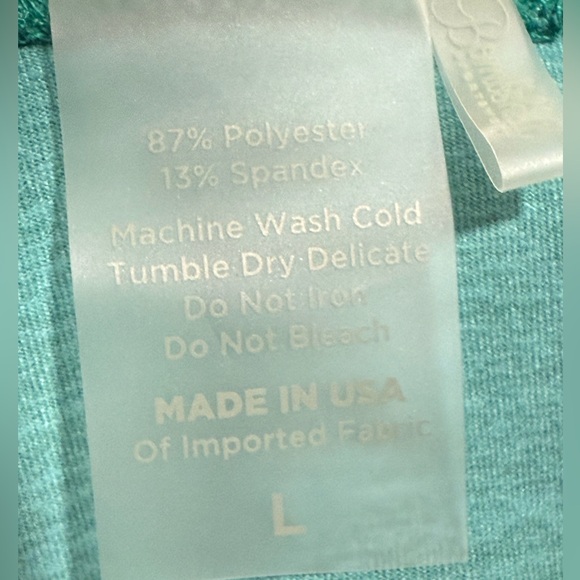 87% Polyester
13% Spandex
Machine Wash Cold
Tumble Dry Delicate
Do Not Iron
Do Not Bleach
MADE IN USA
Of Imported Fabric
L